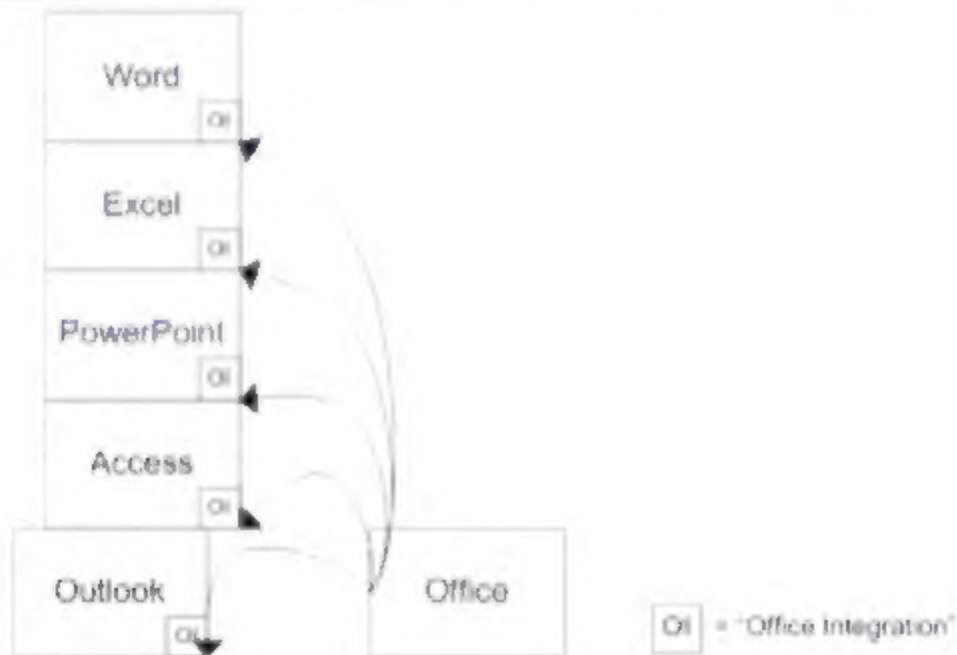 Word
OI
Excel
OI
PowerPoint
OI
Access
OI
Outlook
OI
Office
OI = "Office Integration"